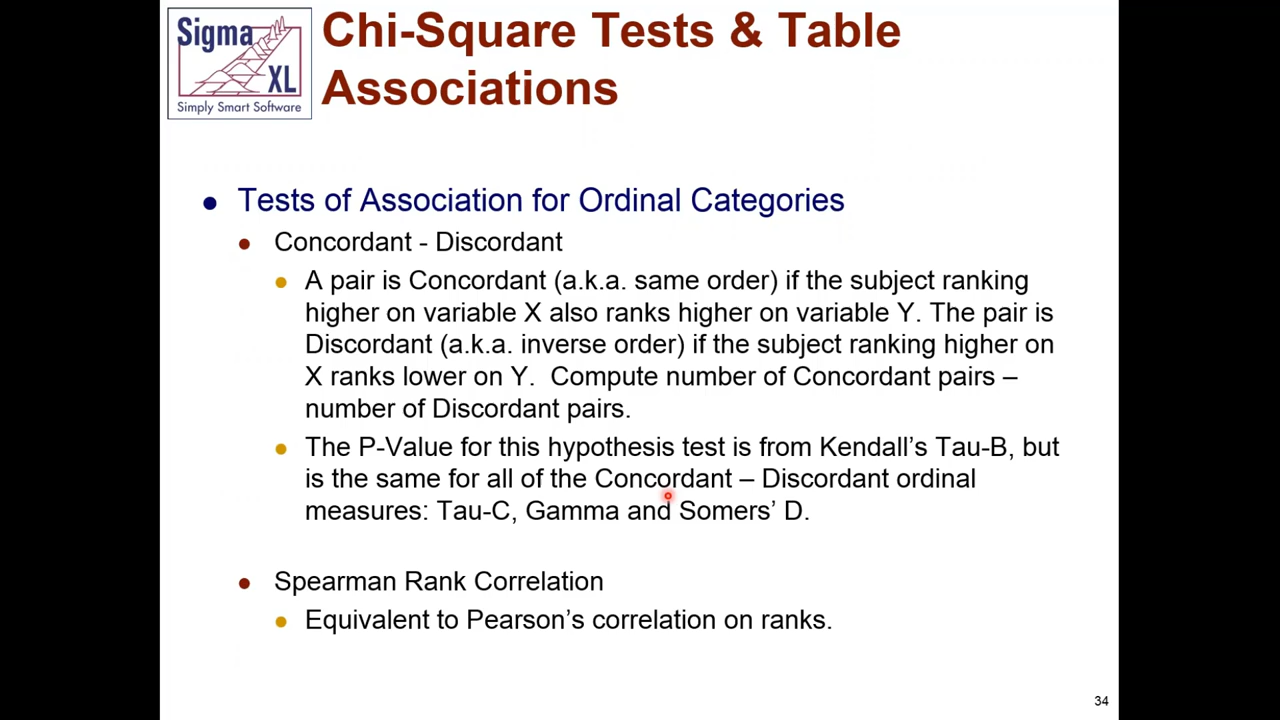 Sigma
XL
Simply Smart Software
Chi-Square Tests & Table
Associations
Tests of Association for Ordinal Categories
Concordant - Discordant
A pair is Concordant (a.k.a. same order) if the subject ranking
higher on variable X also ranks higher on variable Y. The pair is
Discordant (a.k.a. inverse order) if the subject ranking higher on
X ranks lower on Y.  Compute number of Concordant pairs –
number of Discordant pairs.
The P-Value for this hypothesis test is from Kendall’s Tau-B, but
is the same for all of the Concordant – Discordant ordinal
measures: Tau-C, Gamma and Somers’ D.
Spearman Rank Correlation
Equivalent to Pearson’s correlation on ranks.
34